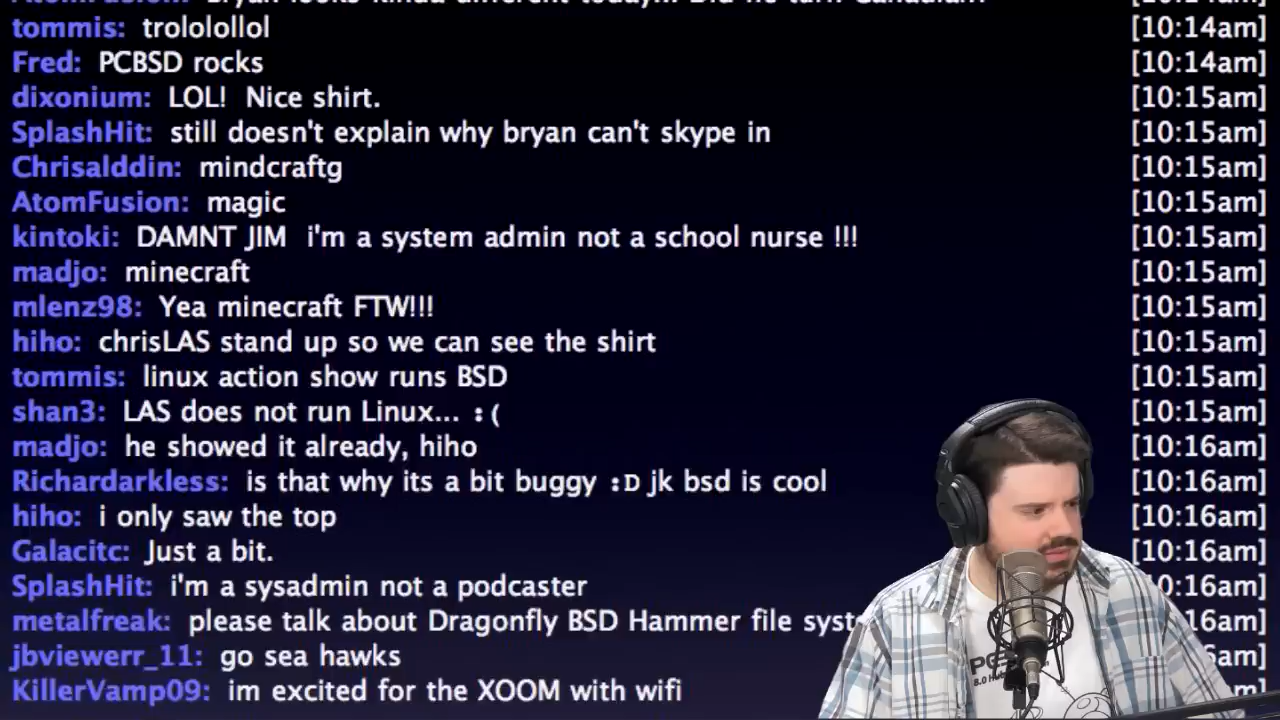 tommis: trololollol [10:14am]
Fred: PCBSD rocks [10:14am]
dixonium: LOL! Nice shirt. [10:15am]
SplashHit: still doesn't explain why bryan can't skype in [10:15am]
Chrisalddin: mindcraftg [10:15am]
AtomFusion: magic [10:15am]
kintoki: DAMNT JIM i'm a system admin not a school nurse !!! [10:15am]
madjo: minecraft [10:15am]
mlenz98: Yea minecraft FTW!!! [10:15am]
hiho: chrisLAS stand up so we can see the shirt [10:15am]
tommis: linux action show runs BSD [10:15am]
shan3: LAS does not run Linux... :( [10:15am]
madjo: he showed it already, hiho [10:16am]
Richardarkless: is that why its a bit buggy :D jk bsd is cool [10:16am]
hiho: i only saw the top [10:16am]
Galacitc: Just a bit. [10:16am]
SplashHit: i'm a sysadmin not a podcaster 0:16am]
metalfreak: please talk about Dragonfly BSD Hammer file syst 16am]
jbviewerr_11: go sea hawks 6am]
KillerVamp09: im excited for the XOOM with wifi